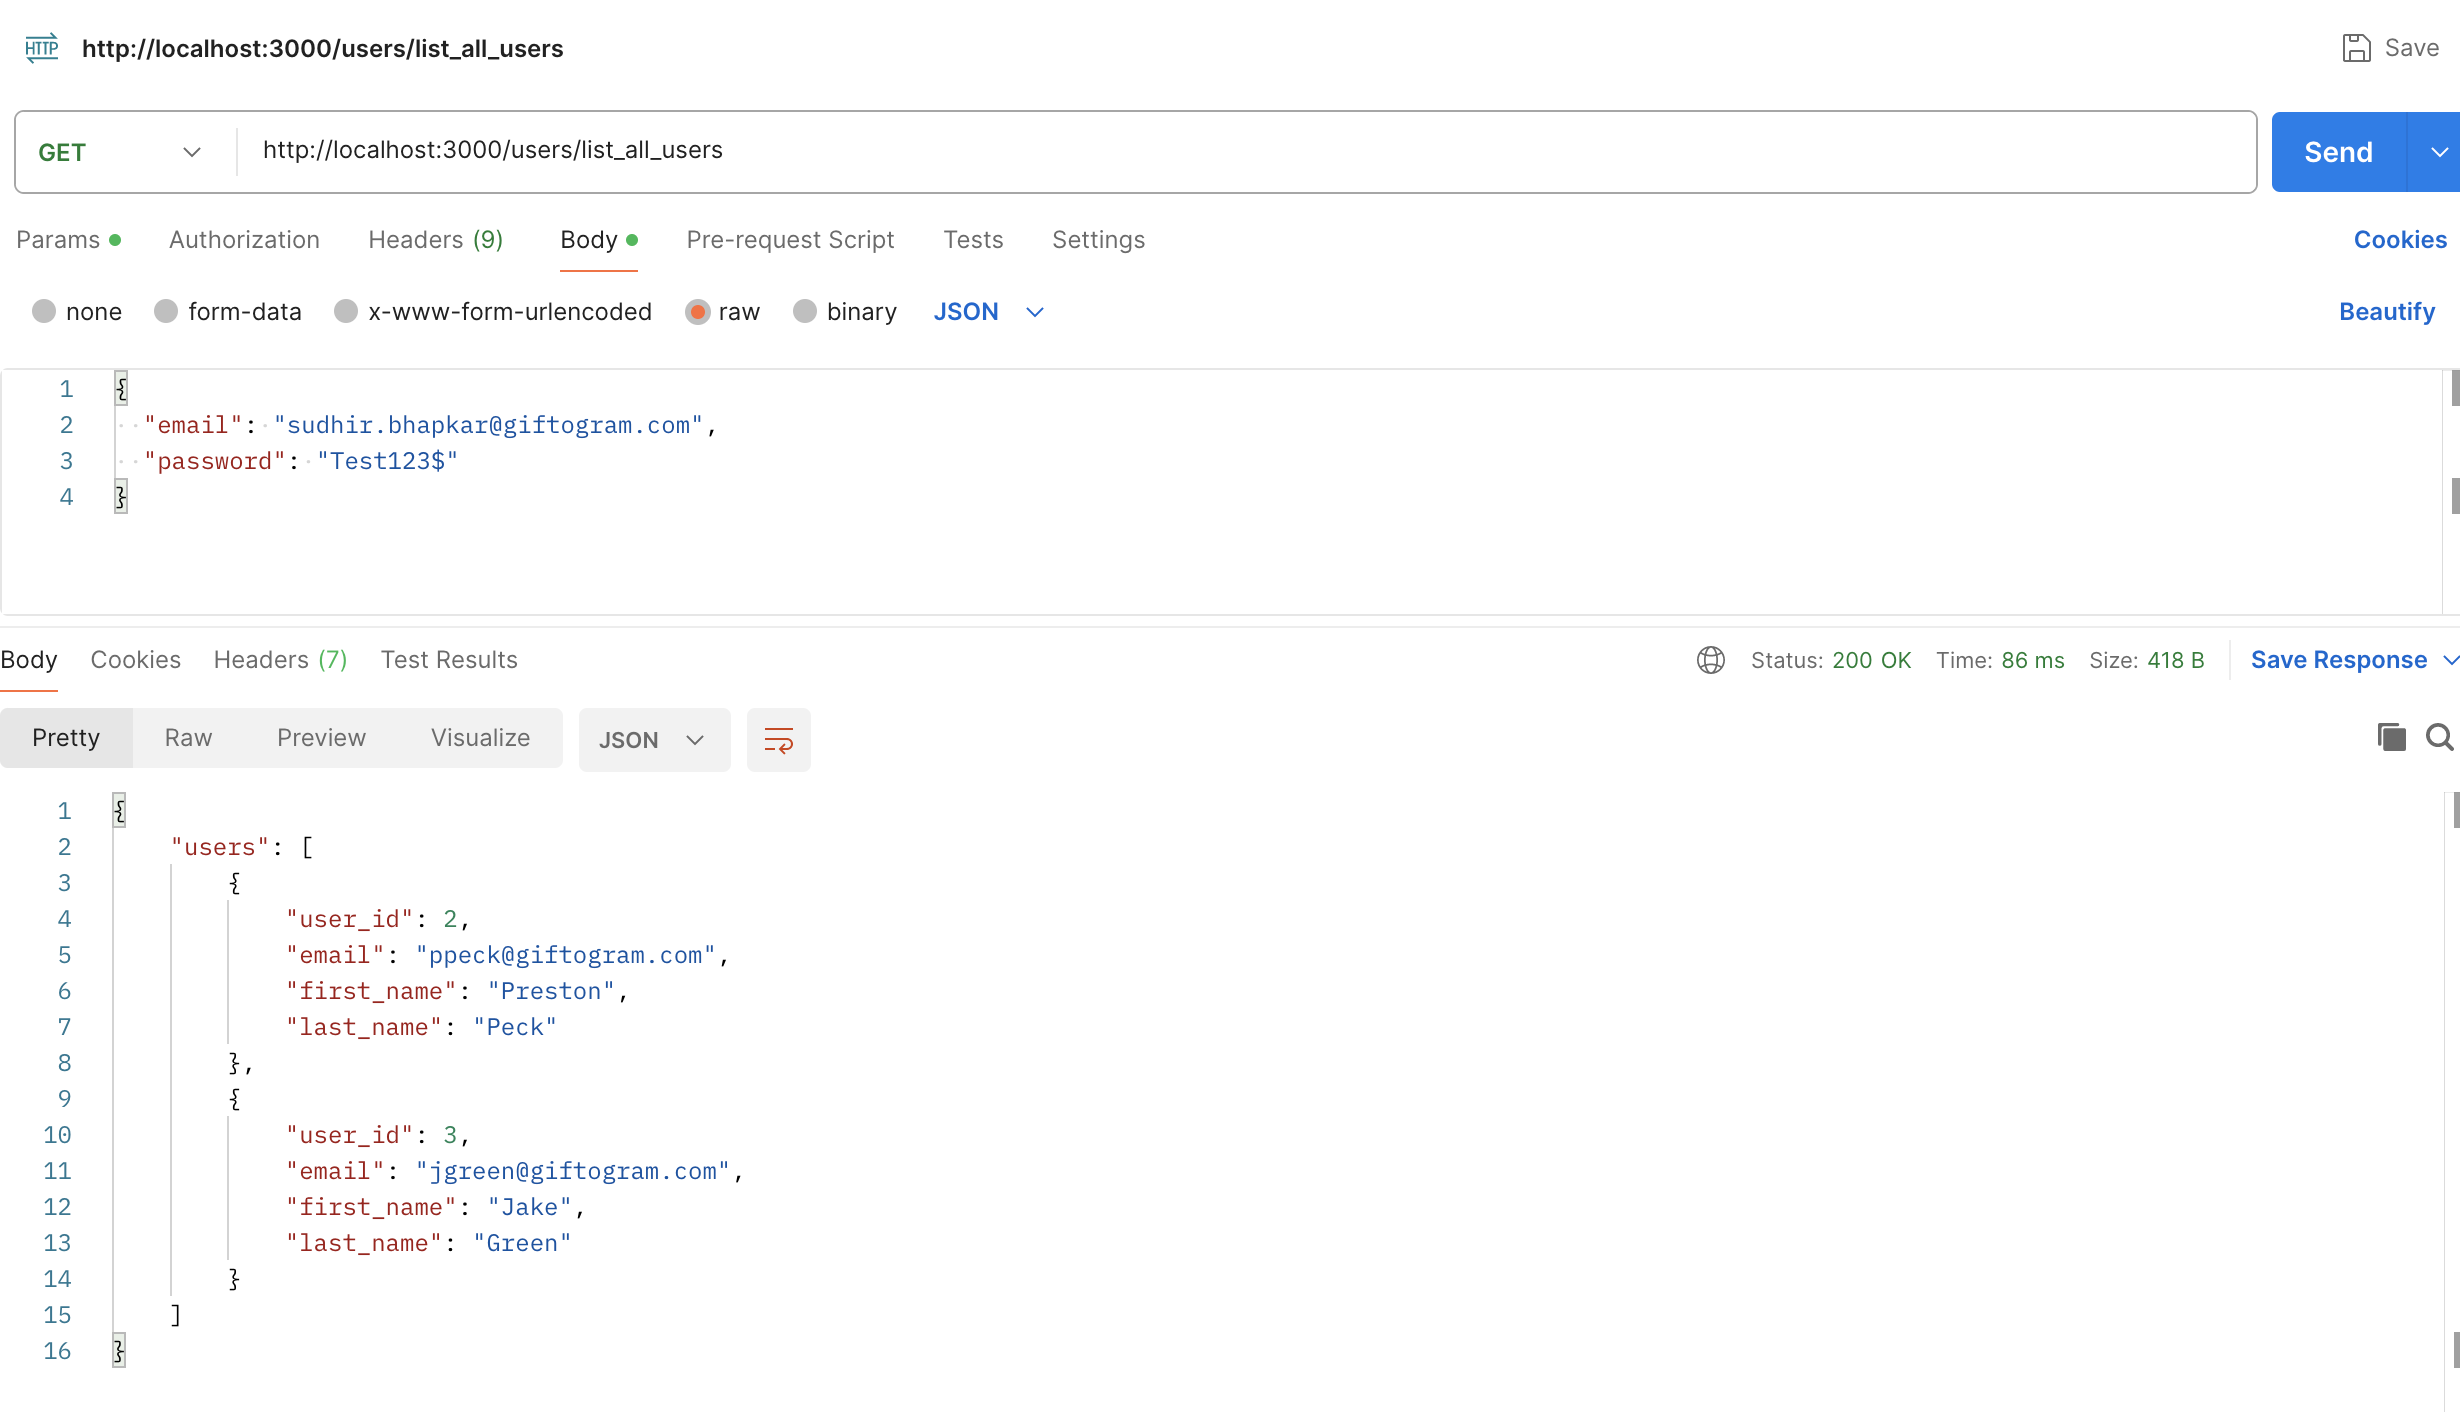 HTTP http://localhost:3000/users/list_all_users Save
GET http://localhost:3000/users/list_all_users Send
Params Authorization Headers (9) Body Pre-request Script Tests Settings Cookies
none form-data x-www-form-urlencoded raw binary JSON Beautify
1 {
2 "email": "sudhir.bhapkar@giftogram.com",
3 "password": "Test123$"
4 }
Body Cookies Headers (7) Test Results Status: 200 OK Time: 86 ms Size: 418 B Save Response
Pretty Raw Preview Visualize JSON
1 {
2 "users": [
3 {
4 "user_id": 2,
5 "email": "ppeck@giftogram.com",
6 "first_name": "Preston",
7 "last_name": "Peck"
8 },
9 {
10 "user_id": 3,
11 "email": "jgreen@giftogram.com",
12 "first_name": "Jake",
13 "last_name": "Green"
14 }
15 ]
16 }